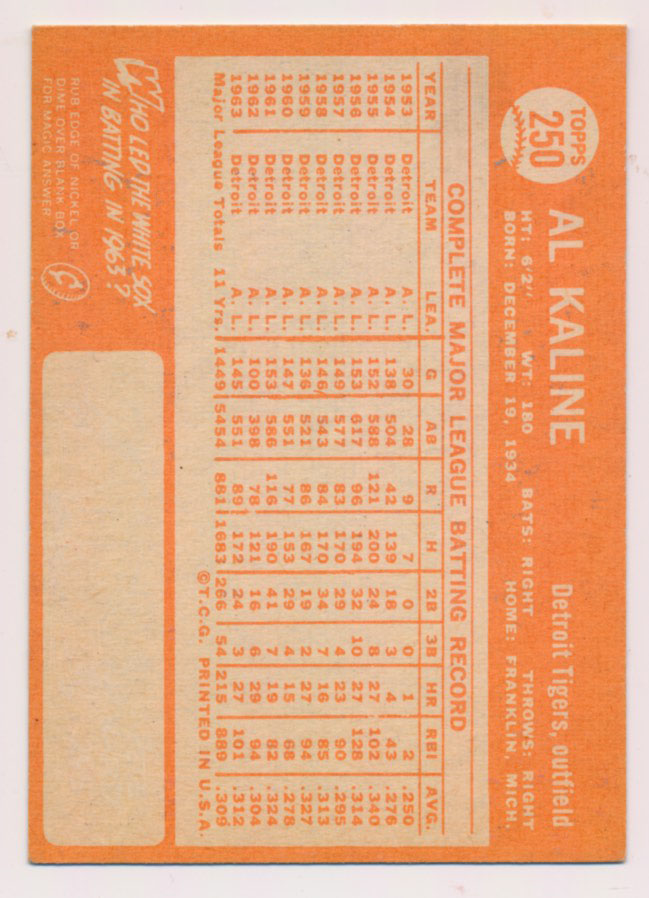 TOPPS
250
AL KALINE
Detroit Tigers, outfield
HT: 6'2" WT: 180 BATS: RIGHT THROWS: RIGHT
BORN: DECEMBER 19, 1934 HOME: FRANKLIN, MICH.
COMPLETE MAJOR LEAGUE BATTING RECORD
YEAR TEAM LEA. G AB R H 2B 3B HR RBI AVG.
1953 Detroit A. L. 30 28 9 7 0 0 1 2 .250
1954 Detroit A. L. 138 504 42 139 18 3 4 43 .276
1955 Detroit A. L. 152 588 121 200 24 8 27 102 .340
1956 Detroit A. L. 153 617 96 194 32 10 27 128 .314
1957 Detroit A. L. 149 577 83 170 29 4 23 90 .295
1958 Detroit A. L. 146 543 84 170 34 7 16 85 .313
1959 Detroit A. L. 136 511 86 167 19 2 27 94 .327
1960 Detroit A. L. 147 551 77 153 29 4 15 68 .278
1961 Detroit A. L. 153 586 116 190 41 7 19 82 .324
1962 Detroit A. L. 100 398 78 121 16 6 29 94 .304
1963 Detroit A. L. 145 551 89 172 24 3 27 101 .312
Major League Totals 11 Yrs. 1449 5454 881 1683 266 54 215 889 .309
©T.C.G. PRINTED IN U.S.A.
WHO LED THE WHITE SOX
IN BATTING IN 1963?
RUB EDGE OF NICKEL OR
DIME OVER BLANK BOX
FOR MAGIC ANSWER